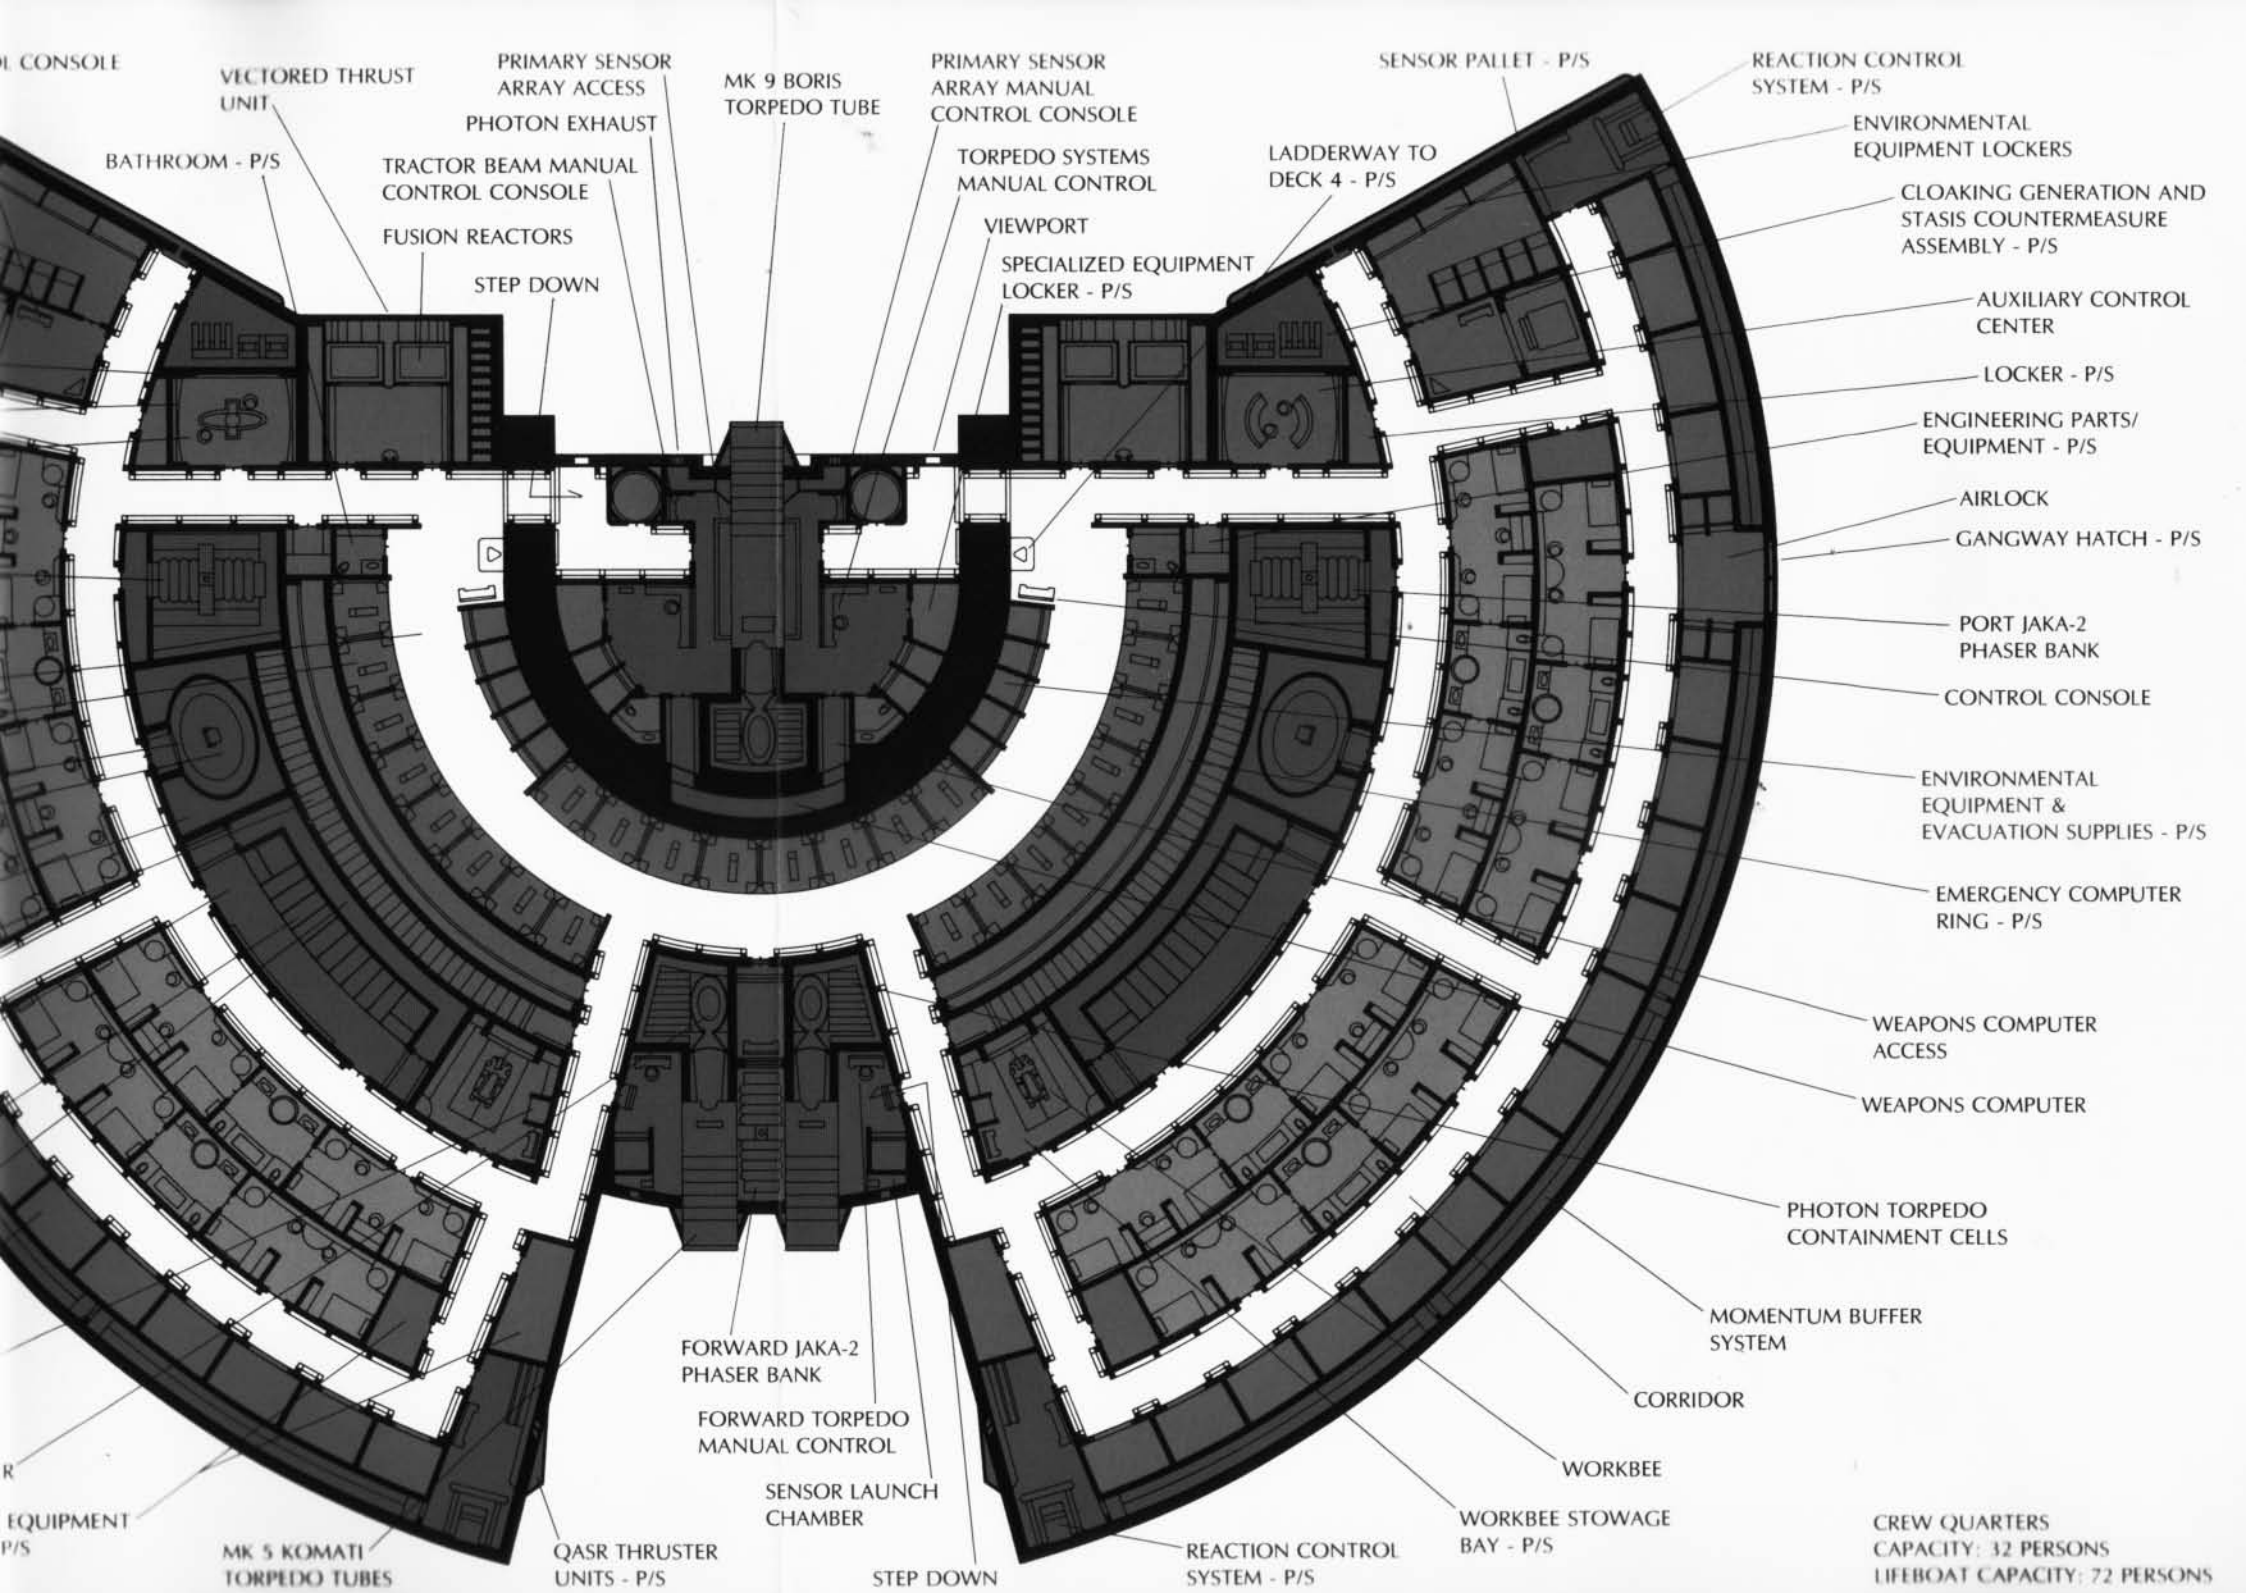 CONSOLE
VECTORED THRUST
UNIT
BATHROOM - P/S
PRIMARY SENSOR
ARRAY ACCESS
PHOTON EXHAUST
TRACTOR BEAM MANUAL
CONTROL CONSOLE
FUSION REACTORS
STEP DOWN
MK 9 BORIS
TORPEDO TUBE
PRIMARY SENSOR
ARRAY MANUAL
CONTROL CONSOLE
TORPEDO SYSTEMS
MANUAL CONTROL
VIEWPORT
SPECIALIZED EQUIPMENT
LOCKER - P/S
LADDERWAY TO
DECK 4 - P/S
SENSOR PALLET - P/S
REACTION CONTROL
SYSTEM - P/S
ENVIRONMENTAL
EQUIPMENT LOCKERS
CLOAKING GENERATION AND
STASIS COUNTERMEASURE
ASSEMBLY - P/S
AUXILIARY CONTROL
CENTER
LOCKER - P/S
ENGINEERING PARTS/
EQUIPMENT - P/S
AIRLOCK
GANGWAY HATCH - P/S
PORT JAKA-2
PHASER BANK
CONTROL CONSOLE
ENVIRONMENTAL
EQUIPMENT &
EVACUATION SUPPLIES - P/S
EMERGENCY COMPUTER
RING - P/S
WEAPONS COMPUTER
ACCESS
WEAPONS COMPUTER
PHOTON TORPEDO
CONTAINMENT CELLS
MOMENTUM BUFFER
SYSTEM
CORRIDOR
WORKBEE
WORKBEE STOWAGE
BAY - P/S
REACTION CONTROL
SYSTEM - P/S
STEP DOWN
SENSOR LAUNCH
CHAMBER
FORWARD TORPEDO
MANUAL CONTROL
FORWARD JAKA-2
PHASER BANK
QASR THRUSTER
UNITS - P/S
MK 5 KOMATI
TORPEDO TUBES
R
EQUIPMENT
P/S
CREW QUARTERS
CAPACITY: 32 PERSONS
LIFEBOAT CAPACITY: 72 PERSONS